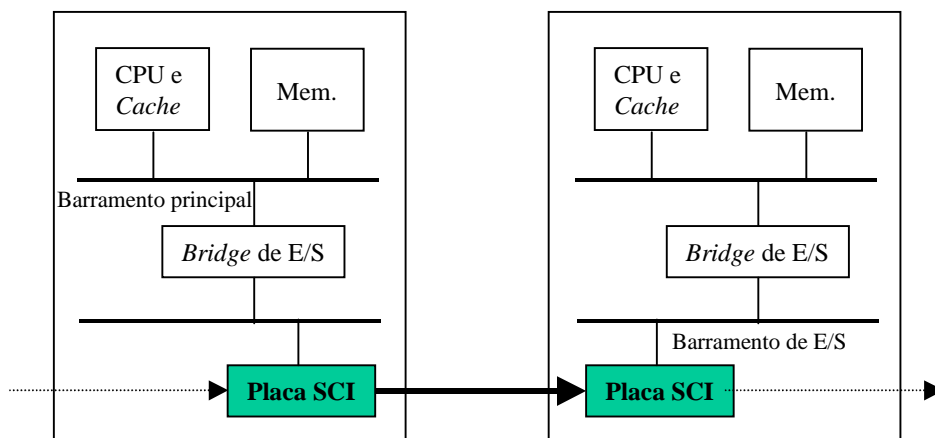 CPU e
Cache
Mem.
Barramento principal
Bridge de E/S
Placa SCI
CPU e
Cache
Mem.
Bridge de E/S
Barramento de E/S
Placa SCI